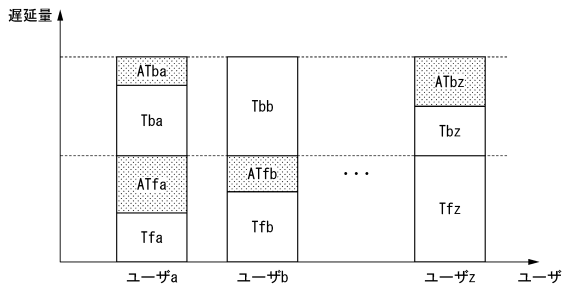 遅延量
ATba
Tba
ATfa
Tfa
Tbb
ATfb
Tfb
・・・
ATbz
Tbz
Tfz
ユーザa
ユーザb
ユーザz
ユーザ